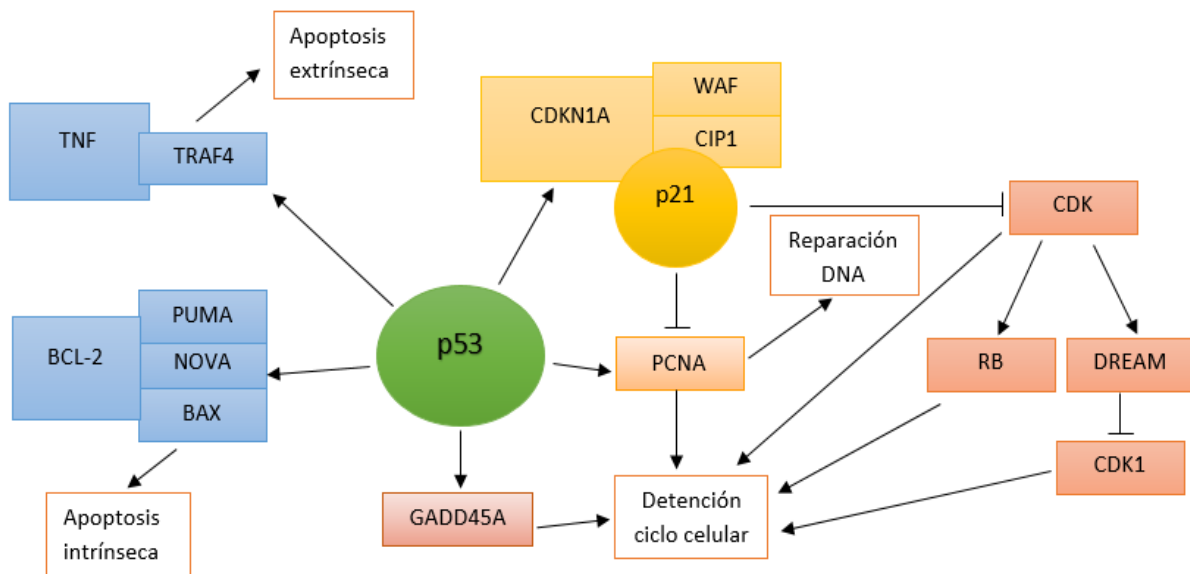 Apoptosis
extrínseca
TNF
TRAF4
CDKN1A
WAF
CIP1
p21
CDK
Reparación
DNA
BCL-2
PUMA
NOVA
BAX
p53
PCNA
RB
DREAM
CDK1
Apoptosis
intrínseca
GADD45A
Detención
ciclo celular